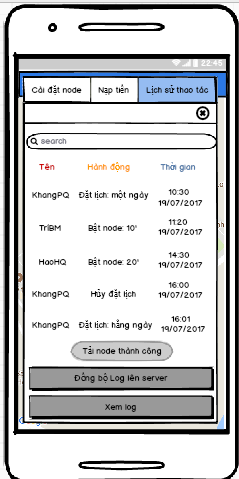 22:45
Cài đặt node Nạp tiền Lịch sử thao tác
search
Tên Hành động Thời gian
KhangPQ Đặt lịch: một ngày 10:30 19/07/2017
TriBM Bật node: 10' 11:20 19/07/2017
HaoHQ Bật node: 20' 14:30 19/07/2017
KhangPQ Hủy đặt lịch 16:00 19/07/2017
KhangPQ Đặt lịch: hằng ngày 16:01 19/07/2017
Tải node thành công
Đồng bộ Log lên server
Xem log